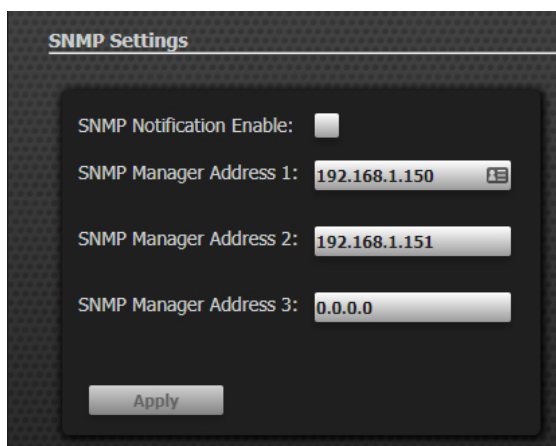 SNMP Settings
SNMP Notification Enable:
SNMP Manager Address 1: 192.168.1.150
SNMP Manager Address 2: 192.168.1.151
SNMP Manager Address 3: 0.0.0.0
Apply